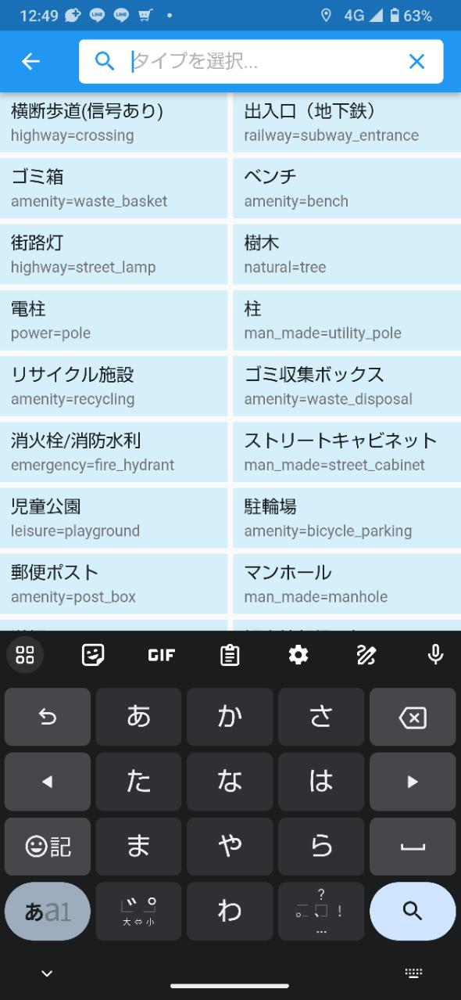 12:49 LINE LINE 4G 63%
タイプを選択...
横断歩道(信号あり)
highway=crossing
出入口（地下鉄）
railway=subway_entrance
ゴミ箱
amenity=waste_basket
ベンチ
amenity=bench
街路灯
highway=street_lamp
樹木
natural=tree
電柱
power=pole
柱
man_made=utility_pole
リサイクル施設
amenity=recycling
ゴミ収集ボックス
amenity=waste_disposal
消火栓/消防水利
emergency=fire_hydrant
ストリートキャビネット
man_made=street_cabinet
児童公園
leisure=playground
駐輪場
amenity=bicycle_parking
郵便ポスト
amenity=post_box
マンホール
man_made=manhole
GIF
あ か さ
た な は
記 ま や ら
あa1 ゛゜ 大⇔小 わ 。、?!…